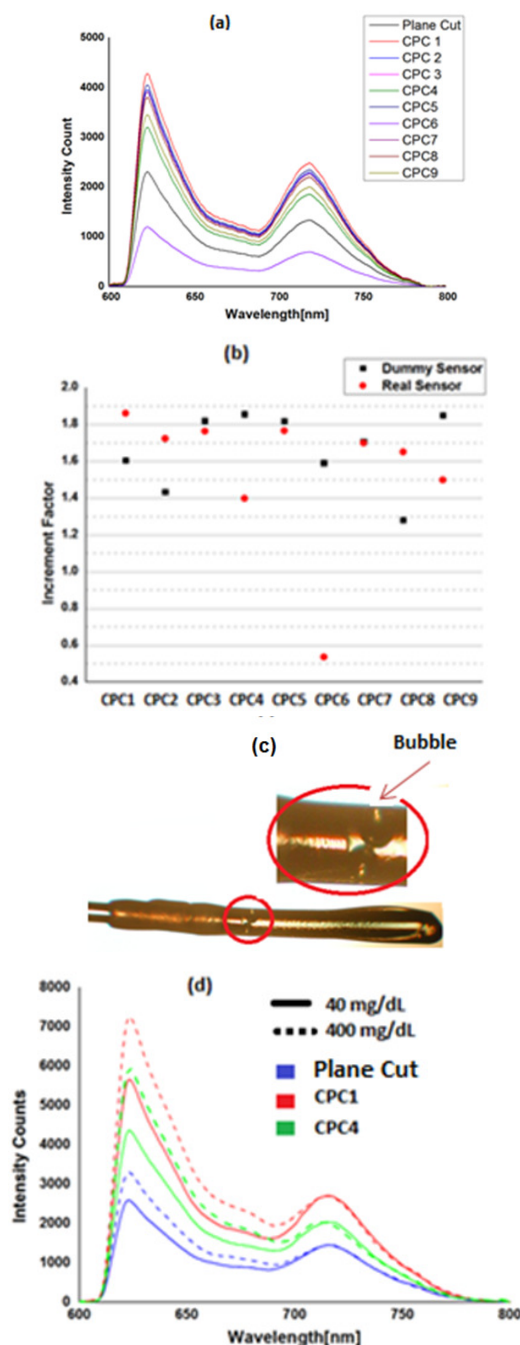 (a)
5000
4000
3000
2000
1000
0
Intensity Count
Plane Cut
CPC 1
CPC 2
CPC 3
CPC4
CPC5
CPC6
CPC7
CPC8
CPC9
600 650 700 750 800
Wavelength[nm]
(b)
Dummy Sensor
Real Sensor
2.0
1.8
1.6
1.4
1.2
1.0
0.8
0.6
0.4
Increment Factor
CPC1 CPC2 CPC3 CPC4 CPC5 CPC6 CPC7 CPC8 CPC9
(c)
Bubble
(d)
8000
7000
6000
5000
4000
3000
2000
1000
0
Intensity Counts
40 mg/dL
400 mg/dL
Plane Cut
CPC1
CPC4
600 650 700 750 800
Wavelength[nm]